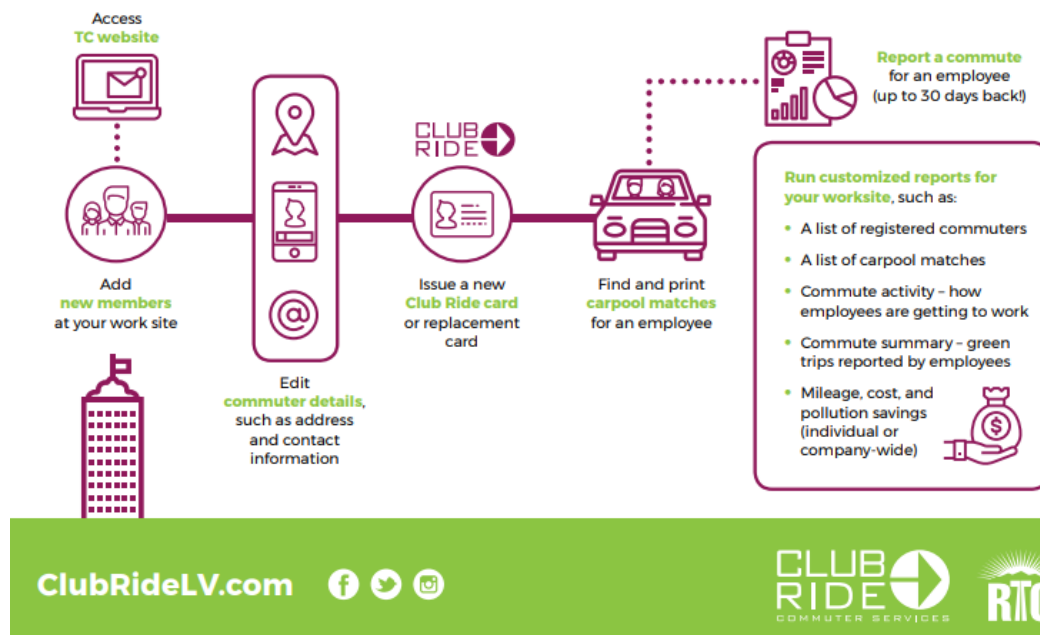 Access
TC website
Add
new members
at your work site
Edit
commuter details,
such as address
and contact
information
CLUB
RIDE
Issue a new
Club Ride card
or replacement
card
Find and print
carpool matches
for an employee
Report a commute
for an employee
(up to 30 days back!)
Run customized reports for
your worksite, such as:
• A list of registered commuters
• A list of carpool matches
• Commute activity – how
employees are getting to work
• Commute summary – green
trips reported by employees
• Mileage, cost, and
pollution savings
(individual or
company-wide)
$
@
ClubRideLV.com
CLUB
RIDE
COMMUTER SERVICES
RTC